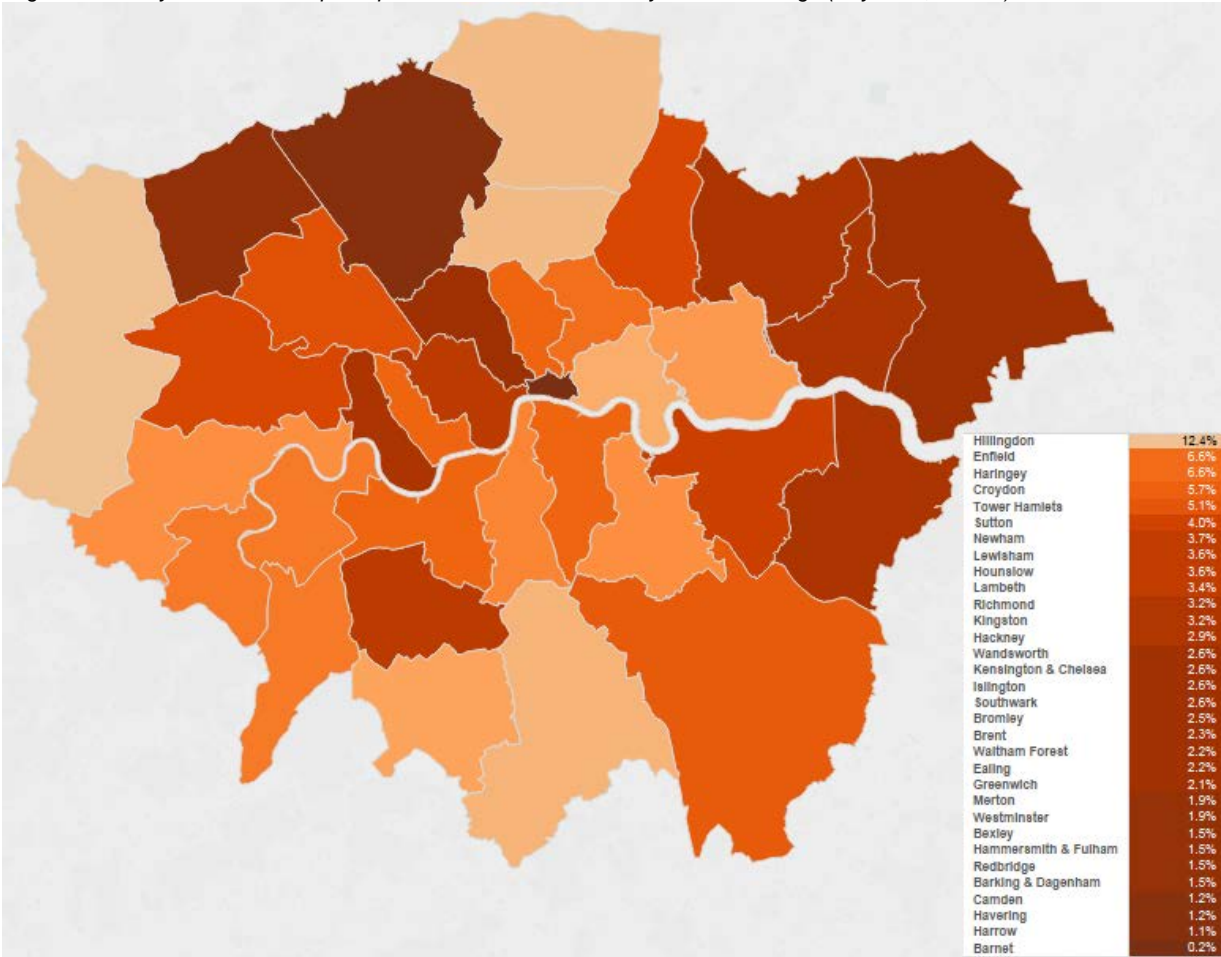 Hillingdon 12.4%
Enfield 6.6%
Haringey 6.6%
Croydon 5.7%
Tower Hamlets 5.1%
Sutton 4.0%
Newham 3.7%
Lewisham 3.6%
Hounslow 3.6%
Lambeth 3.4%
Richmond 3.2%
Kingston 3.2%
Hackney 2.9%
Wandsworth 2.6%
Kensington & Chelsea 2.6%
Islington 2.6%
Southwark 2.6%
Bromley 2.5%
Brent 2.3%
Waltham Forest 2.2%
Ealing 2.2%
Greenwich 2.1%
Merton 1.9%
Westminster 1.9%
Bexley 1.5%
Hammersmith & Fulham 1.5%
Redbridge 1.5%
Barking & Dagenham 1.5%
Camden 1.2%
Havering 1.2%
Harrow 1.1%
Barnet 0.2%